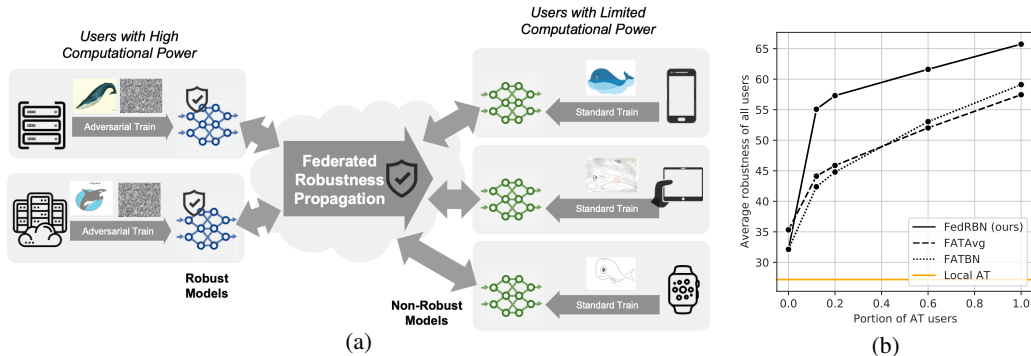 Users with High
Computational Power
Adversarial Train
Adversarial Train
Robust
Models
Federated
Robustness
Propagation
Users with Limited
Computational Power
Standard Train
Standard Train
Standard Train
Non-Robust
Models
(a)
Average robustness of all users
65
60
55
50
45
40
35
30
0.0 0.2 0.4 0.6 0.8 1.0
Portion of AT users
FedRBN (ours)
FATAvg
FATBN
Local AT
(b)